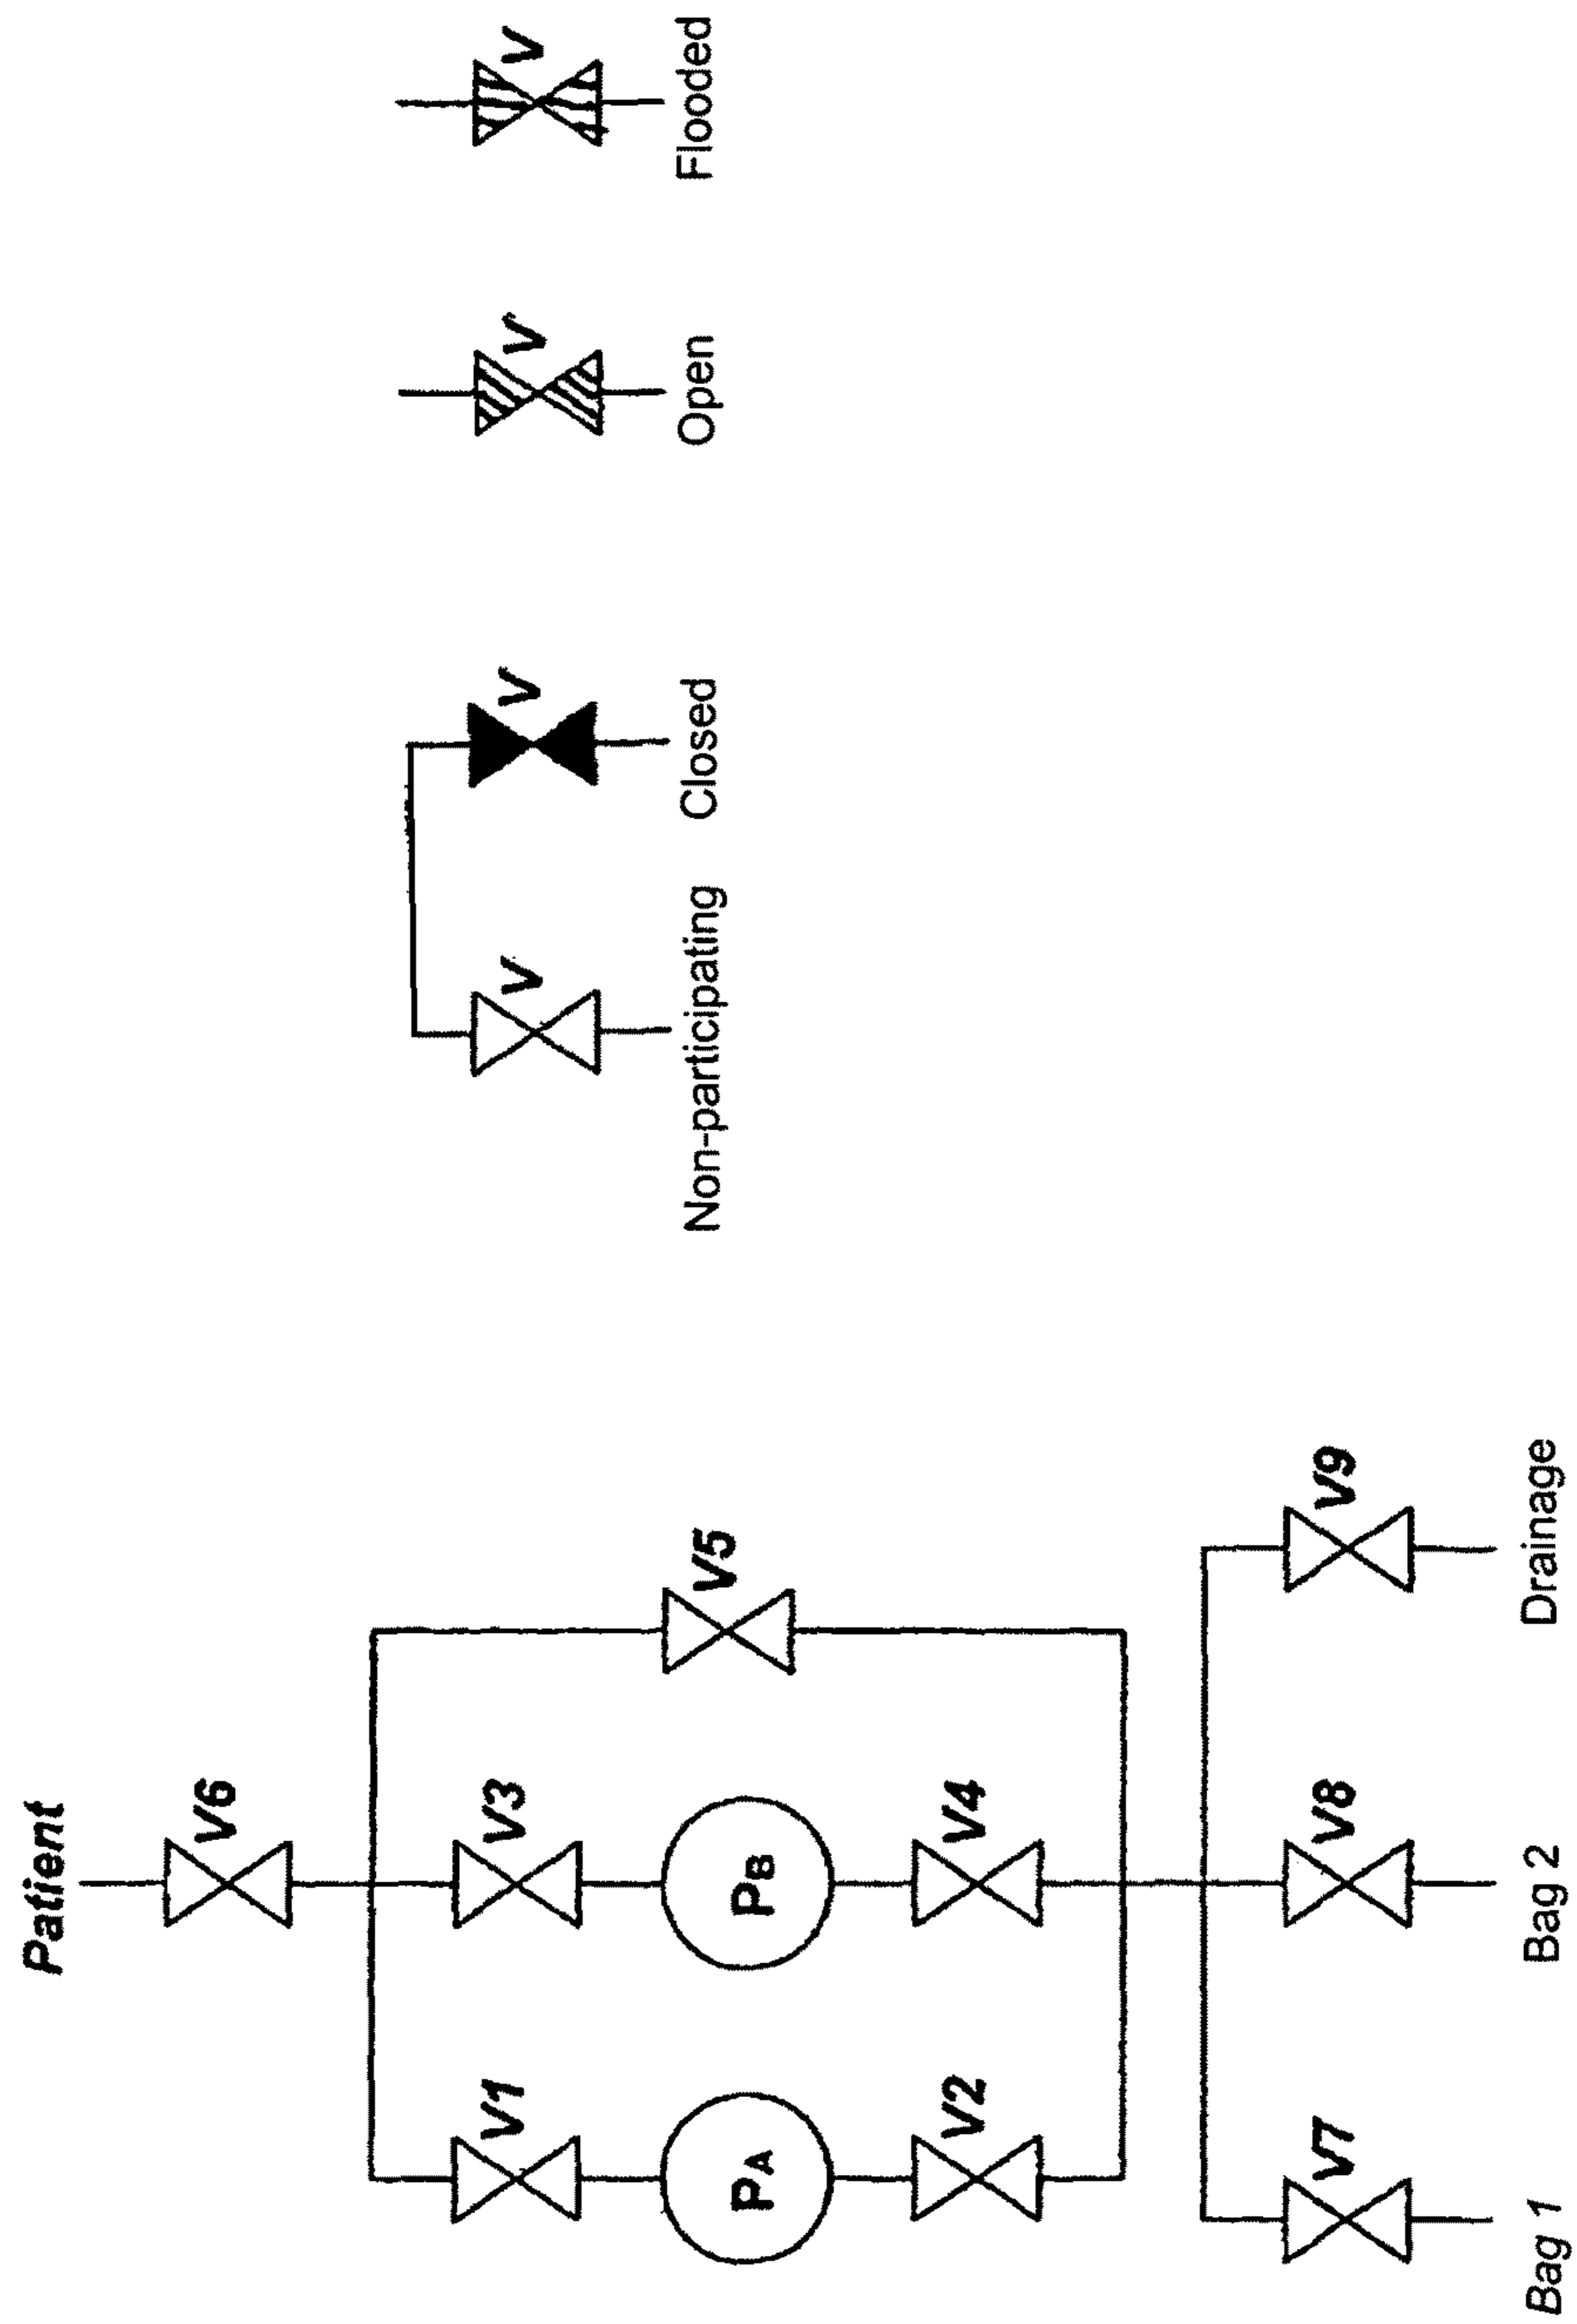 Patient
V6
V1
V3
V5
PA
PB
V2
V4
V7
V8
V9
Bag 1
Bag 2
Drainage
V
V
V
V
Non-participating
Closed
Open
Flooded